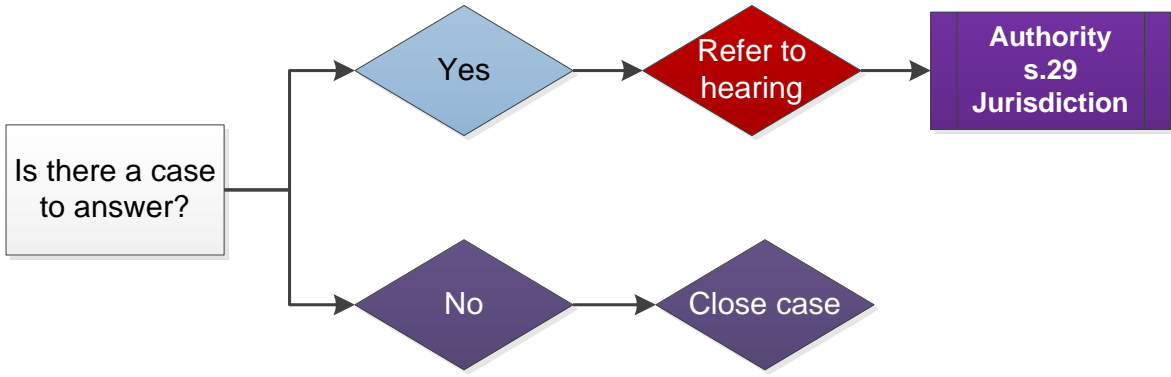 Is there a case
to answer?
Yes
Refer to
hearing
Authority
s.29
Jurisdiction
No
Close case